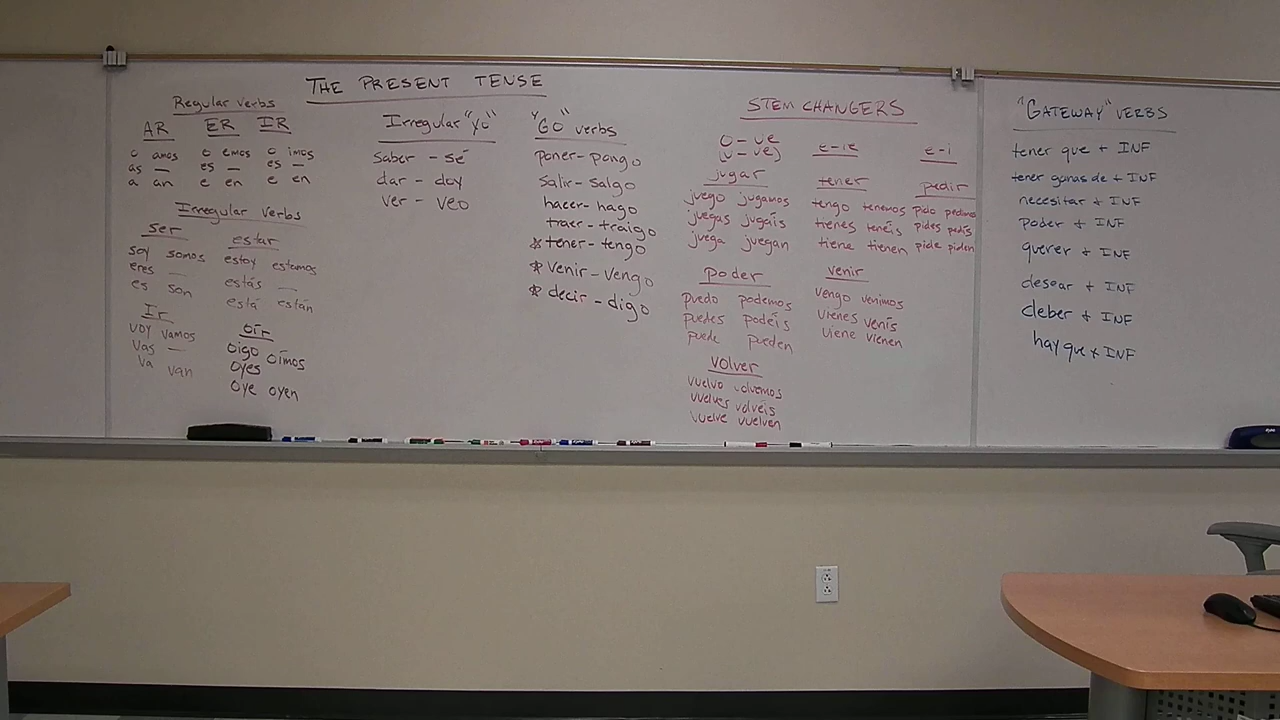 THE PRESENT TENSE
Regular verbs
AR ER IR
o amos o emos o imos
as — es — es —
a an e en e en
Irregular verbs
ser
soy somos
eres —
es son
estar
estoy estamos
estás —
está están
Ir
voy vamos
vas —
va van
oír
oigo oímos
oyes
oye oyen
Irregular "yo"
saber - sé
dar - doy
ver - veo
"GO" verbs
poner - pongo
salir - salgo
hacer - hago
traer - traigo
* tener - tengo
* venir - vengo
* decir - digo
STEM CHANGERS
o - ue
(u - ue)
jugar
juego jugamos
juegas jugáis
juega juegan
poder
puedo podemos
puedes podéis
puede pueden
volver
vuelvo volvemos
vuelves volvéis
vuelve vuelven
e - ie
tener
tengo tenemos
tienes tenéis
tiene tienen
venir
vengo venimos
vienes venís
viene vienen
e - i
pedir
pido pedimos
pides pedís
pide piden
"GATEWAY" VERBS
tener que + INF
tener ganas de + INF
necesitar + INF
poder + INF
querer + INF
desear + INF
deber + INF
hay que + INF